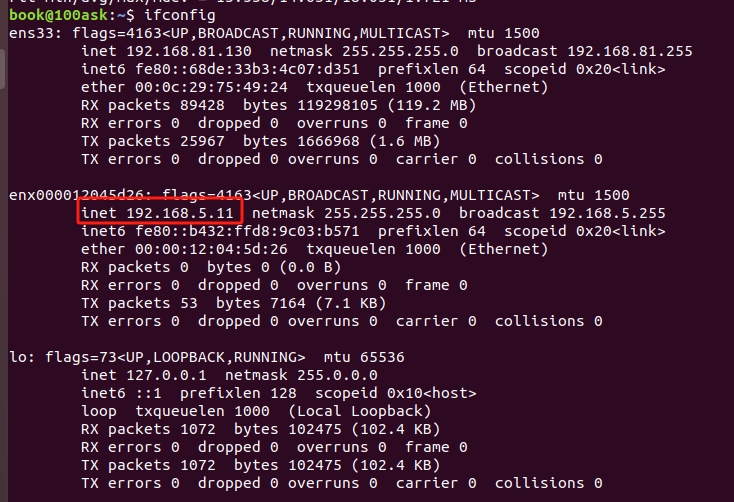 book@100ask:~$ ifconfig
ens33: flags=4163<UP,BROADCAST,RUNNING,MULTICAST>  mtu 1500
        inet 192.168.81.130  netmask 255.255.255.0  broadcast 192.168.81.255
        inet6 fe80::68de:33b3:4c07:d351  prefixlen 64  scopeid 0x20<link>
        ether 00:0c:29:75:49:24  txqueuelen 1000  (Ethernet)
        RX packets 89428  bytes 119298105 (119.2 MB)
        RX errors 0  dropped 0  overruns 0  frame 0
        TX packets 25967  bytes 1666968 (1.6 MB)
        TX errors 0  dropped 0 overruns 0  carrier 0  collisions 0

enx000012045d26: flags=4163<UP,BROADCAST,RUNNING,MULTICAST>  mtu 1500
        inet 192.168.5.11  netmask 255.255.255.0  broadcast 192.168.5.255
        inet6 fe80::b432:ffd8:9c03:b571  prefixlen 64  scopeid 0x20<link>
        ether 00:00:12:04:5d:26  txqueuelen 1000  (Ethernet)
        RX packets 0  bytes 0 (0.0 B)
        RX errors 0  dropped 0  overruns 0  frame 0
        TX packets 53  bytes 7164 (7.1 KB)
        TX errors 0  dropped 0 overruns 0  carrier 0  collisions 0

lo: flags=73<UP,LOOPBACK,RUNNING>  mtu 65536
        inet 127.0.0.1  netmask 255.0.0.0
        inet6 ::1  prefixlen 128  scopeid 0x10<host>
        loop  txqueuelen 1000  (Local Loopback)
        RX packets 1072  bytes 102475 (102.4 KB)
        RX errors 0  dropped 0  overruns 0  frame 0
        TX packets 1072  bytes 102475 (102.4 KB)
        TX errors 0  dropped 0 overruns 0  carrier 0  collisions 0